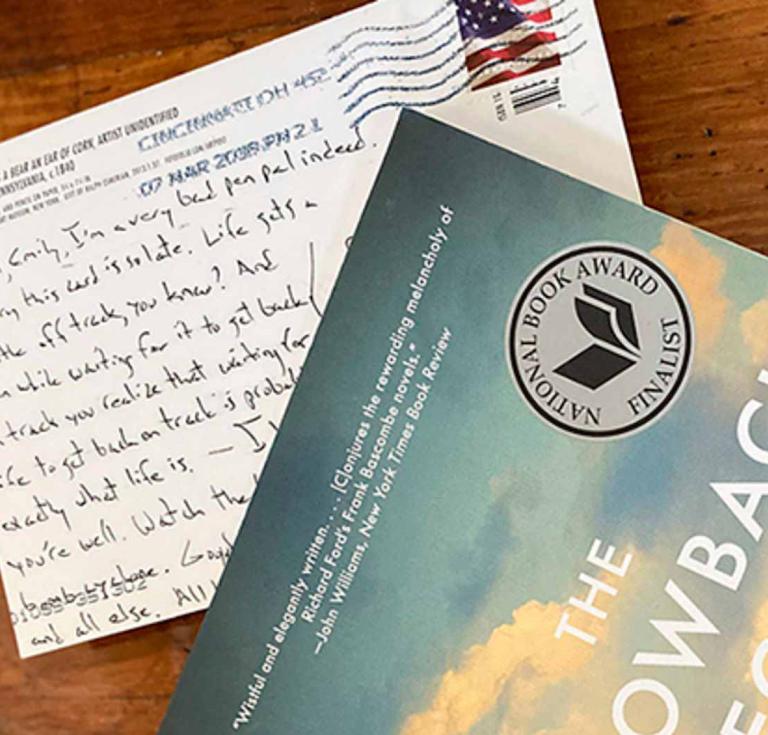 A BEAR AN EAR OF CORN, ARTIST UNIDENTIFIED
PENNSYLVANIA, c. 1840)
CINCINNATI OH 452
07 MAR 2018 PM 2 L
, Emily, I'm a very bad pen pal indeed.
this card is so late. Life gets a
off track, you know? And
while waiting for it to get back
track you realize that waiting for
to get back on track is
exactly what life is. — I
you're well. Watch the
and all else. All
NATIONAL BOOK AWARD
FINALIST
"Wistful and elegantly written. . . . [C]onjures the rewarding melancholy of
Richard Ford's Frank Bascombe novels."
—John Williams, New York Times Book Review
THE
OWBAC